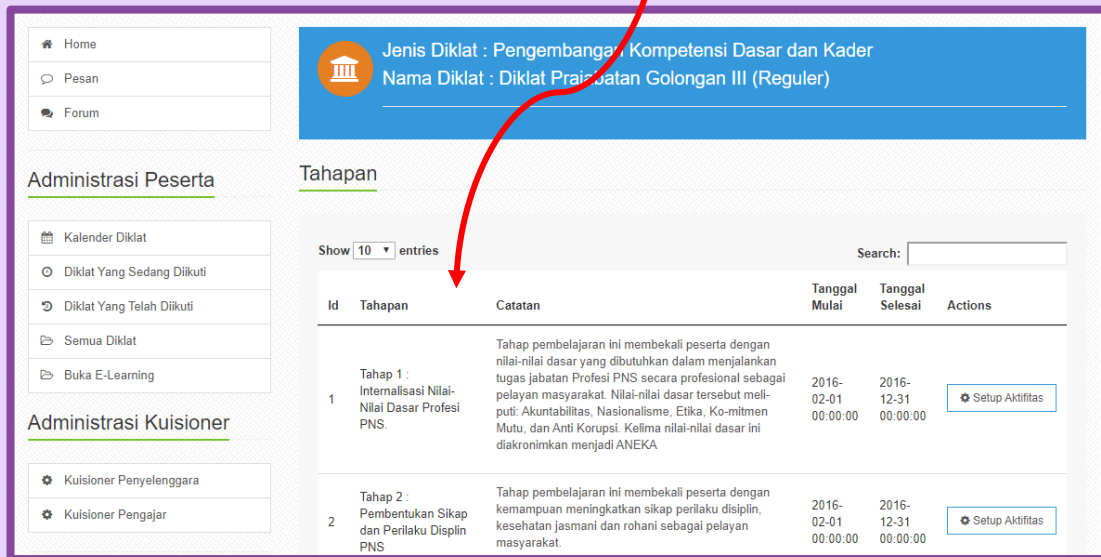 Home
Pesan
Forum
Administrasi Peserta
Kalender Diklat
Diklat Yang Sedang Diikuti
Diklat Yang Telah Diikuti
Semua Diklat
Buka E-Learning
Administrasi Kuisioner
Kuisioner Penyelenggara
Kuisioner Pengajar
Jenis Diklat : Pengembangan Kompetensi Dasar dan Kader
Nama Diklat : Diklat Prajabatan Golongan III (Reguler)
Tahapan
Show 10 entries
Search:
Id Tahapan Catatan Tanggal Mulai Tanggal Selesai Actions
1
Tahap 1 :
Internalisasi Nilai-
Nilai Dasar Profesi
PNS.
Tahap pembelajaran ini membekali peserta dengan
nilai-nilai dasar yang dibutuhkan dalam menjalankan
tugas jabatan Profesi PNS secara profesional sebagai
pelayan masyarakat. Nilai-nilai dasar tersebut meli-
puti: Akuntabilitas, Nasionalisme, Etika, Ko-mitmen
Mutu, dan Anti Korupsi. Kelima nilai-nilai dasar ini
diakronimkan menjadi ANEKA
2016-
02-01
00:00:00
2016-
12-31
00:00:00
Setup Aktifitas
2
Tahap 2 :
Pembentukan Sikap
dan Perilaku Displin
PNS
Tahap pembelajaran ini membekali peserta dengan
kemampuan meningkatkan sikap perilaku disiplin,
kesehatan jasmani dan rohani sebagai pelayan
masyarakat.
2016-
02-01
00:00:00
2016-
12-31
00:00:00
Setup Aktifitas